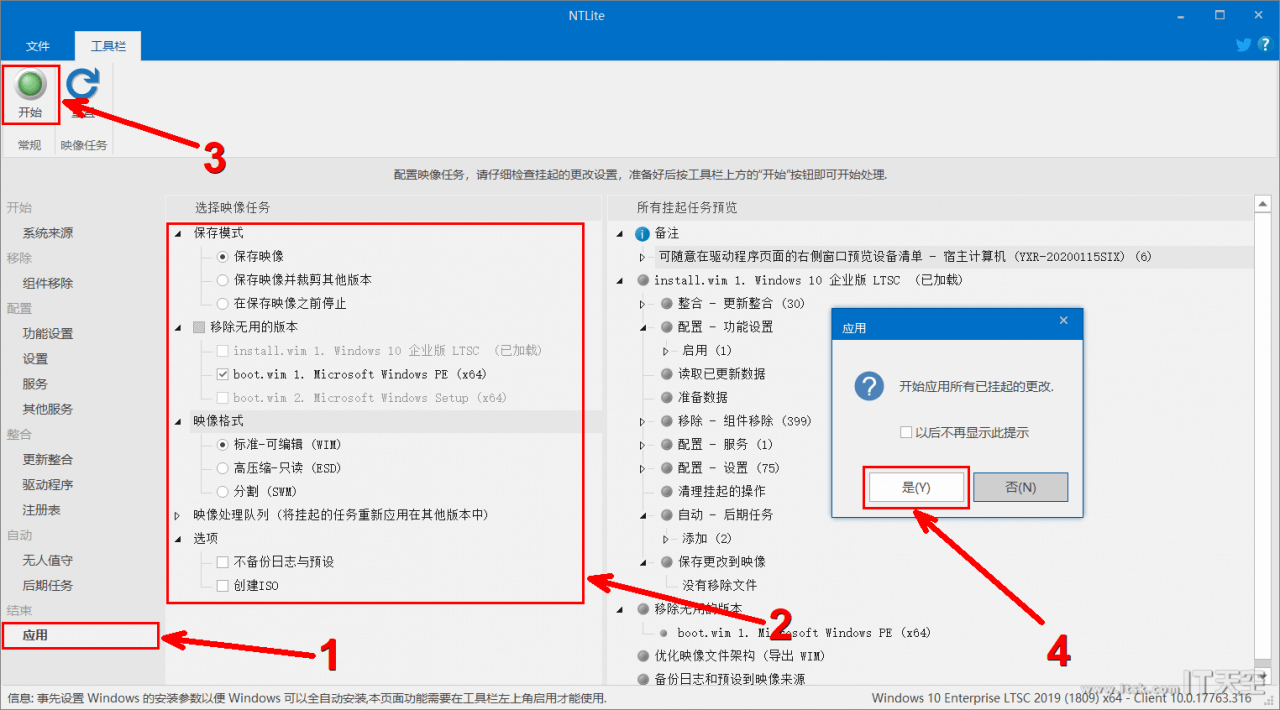 NTLite
文件
工具栏
开始
常规
映像任务
3
配置映像任务，请仔细检查挂起的更改设置，准备好后按工具栏上方的“开始”按钮即可开始处理.
开始
系统来源
移除
组件移除
配置
功能设置
设置
服务
其他服务
整合
更新整合
驱动程序
注册表
自动
无人值守
后期任务
结束
应用
1
选择映像任务
保存模式
保存映像
保存映像并裁剪其他版本
在保存映像之前停止
移除无用的版本
install.wim 1. Windows 10 企业版 LTSC （已加载）
boot.wim 1. Microsoft Windows PE (x64)
boot.wim 2. Microsoft Windows Setup (x64)
映像格式
标准-可编辑 (WIM)
高压缩-只读 (ESD)
分割 (SWM)
映像处理队列 (将挂起的任务重新应用在其他版本中)
选项
不备份日志与预设
创建ISO
2
所有挂起任务预览
备注
可随意在驱动程序页面的右侧窗口预览设备清单 - 宿主计算机 (YXR-20200115SIX) (6)
install.wim 1. Windows 10 企业版 LTSC （已加载）
整合 - 更新整合 (30)
配置 - 功能设置
启用 (1)
读取已更新数据
准备数据
移除 - 组件移除 (399)
配置 - 服务 (1)
配置 - 设置 (75)
清理挂起的操作
自动 - 后期任务
添加 (2)
保存更改到映像
没有移除文件
移除无用的版本
boot.wim 1. Microsoft Windows PE (x64)
优化映像文件架构 (导出 WIM)
备份日志和预设到映像来源
应用
开始应用所有已挂起的更改.
以后不再显示此提示
是(Y)
否(N)
4
信息: 事先设置 Windows 的安装参数以便 Windows 可以全自动安装,本页面功能需要在工具栏左上角启用才能使用.
Windows 10 Enterprise LTSC 2019 (1809) x64 - Client 10.0.17763.316
www.itsk.com
IT天空